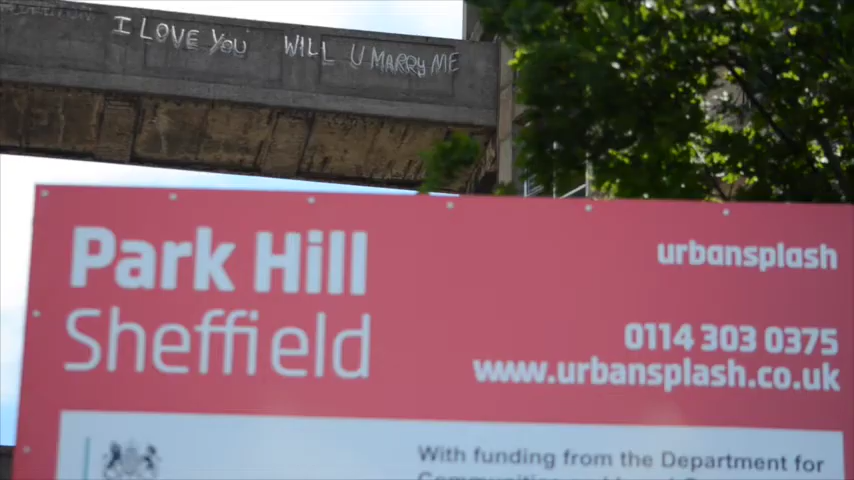 I LOVE YOU WILL U MARRY ME
Park Hill
Sheffield
urbansplash
0114 303 0375
www.urbansplash.co.uk
With funding from the Department for